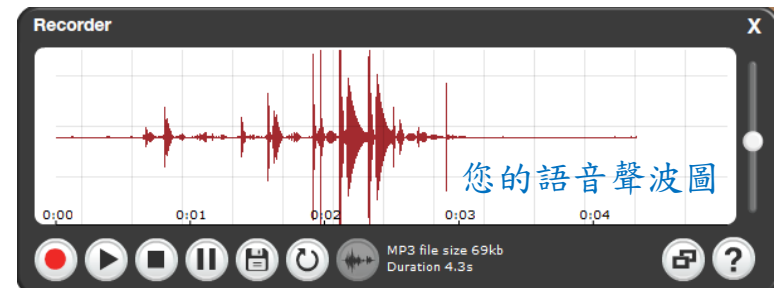 Recorder X
您的語音聲波圖
0:00 0:01 0:02 0:03 0:04
MP3 file size 69kb
Duration 4.3s
?